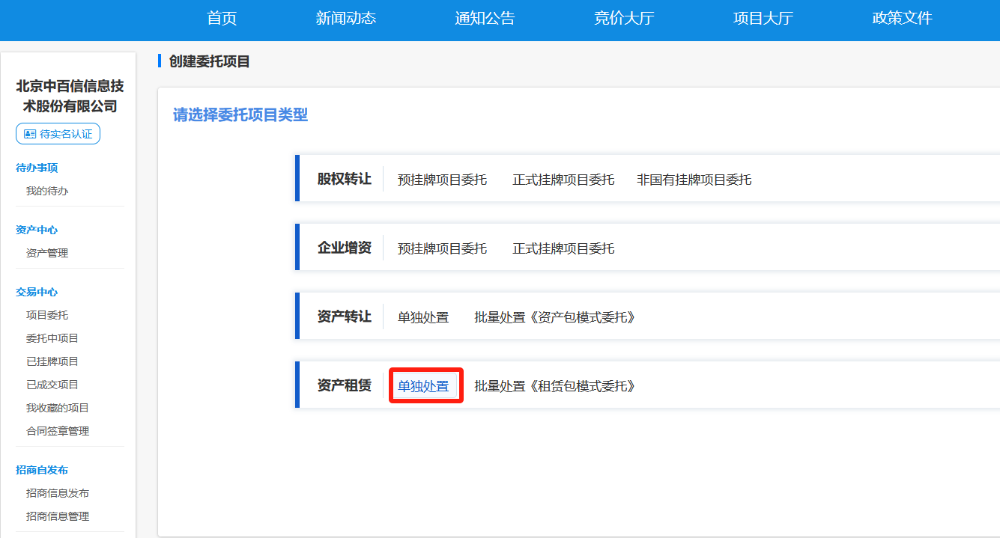 首页 新闻动态 通知公告 竞价大厅 项目大厅 政策文件
北京中百信信息技
术股份有限公司
待实名认证
待办事项
我的待办
资产中心
资产管理
交易中心
项目委托
委托中项目
已挂牌项目
已成交项目
我收藏的项目
合同签章管理
招商自发布
招商信息发布
招商信息管理
创建委托项目
请选择委托项目类型
股权转让 预挂牌项目委托 正式挂牌项目委托 非国有挂牌项目委托
企业增资 预挂牌项目委托 正式挂牌项目委托
资产转让 单独处置 批量处置《资产包模式委托》
资产租赁 单独处置 批量处置《租赁包模式委托》